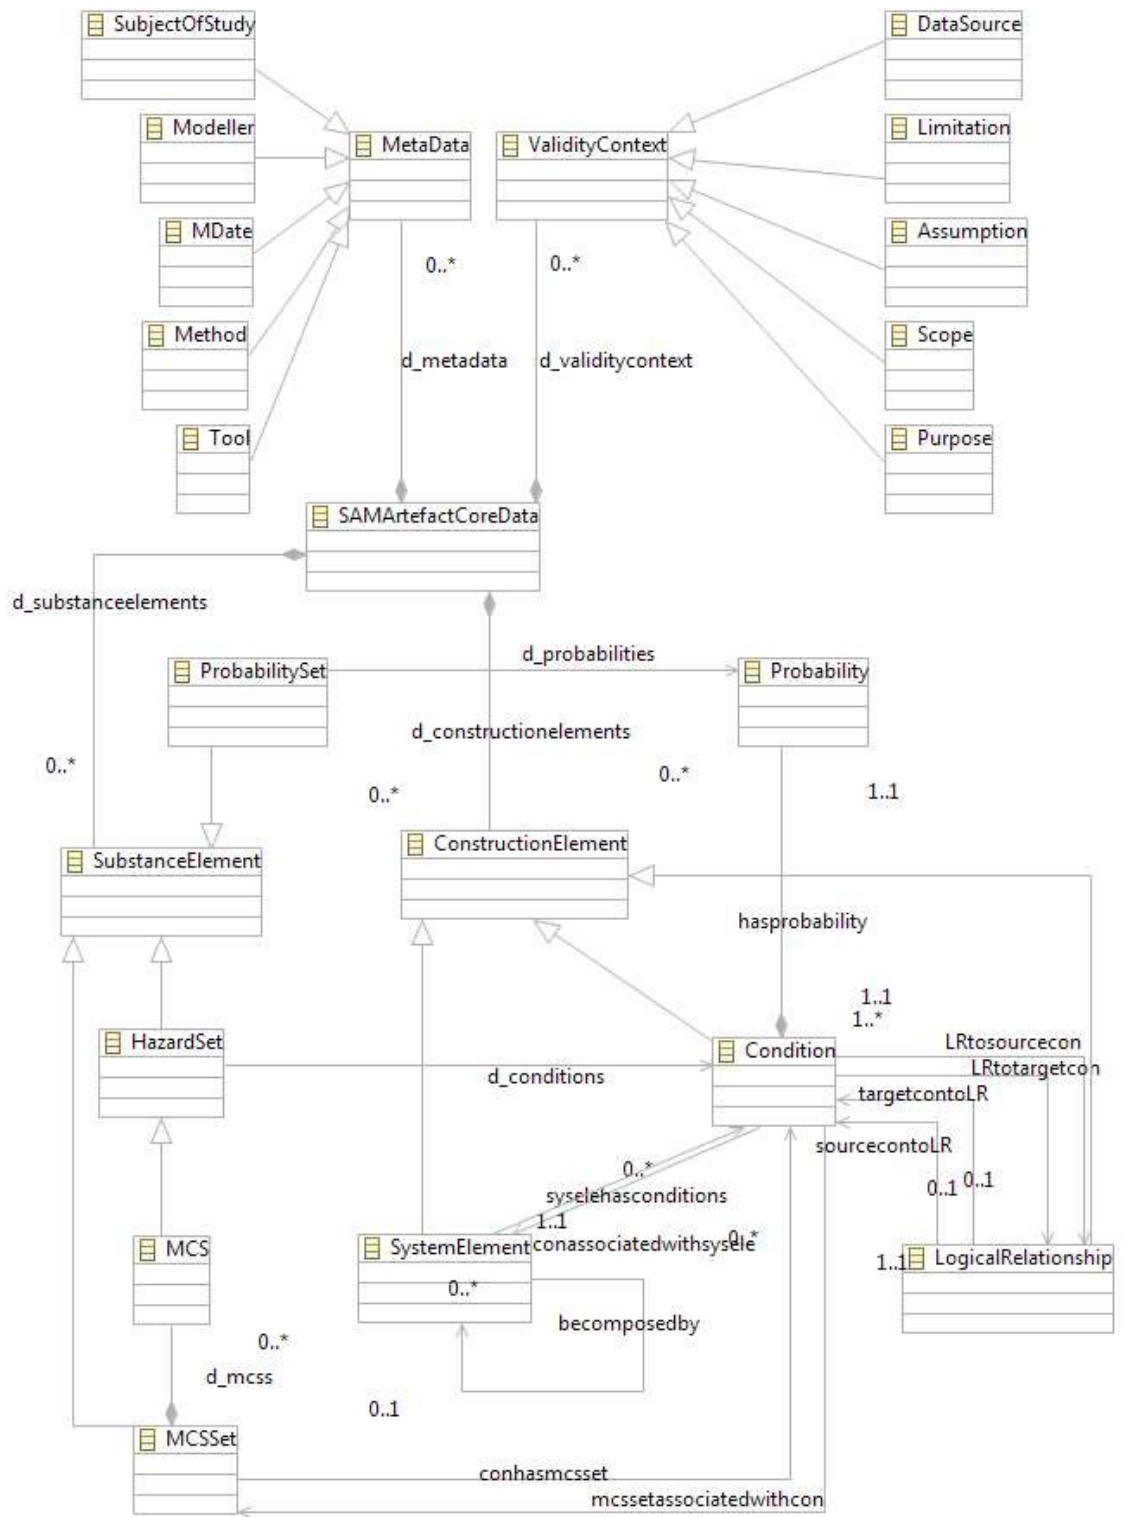 SubjectOfStudy
DataSource
Modeller
Limitation
MetaData
ValidityContext
MDate
Assumption
0..*
0..*
Method
Scope
d_metadata
d_validitycontext
Tool
Purpose
SAMArtefactCoreData
d_substanceelements
d_probabilities
ProbabilitySet
Probability
d_constructionelements
0..*
0..*
0..*
1..1
ConstructionElement
SubstanceElement
hasprobability
1..1
1..*
HazardSet
Condition
LRtosourcecon
LRtotargetcon
d_conditions
targetcontoLR
sourcecontoLR
0..*
0..1
0..1
syselehasconditions
1..1
0..*
MCS
SystemElement
conassociatedwithsysele
1..1
LogicalRelationship
0..*
becomposedby
0..*
d_mcss
0..1
MCSSet
conhasmcsset
mcssetassociatedwithcon